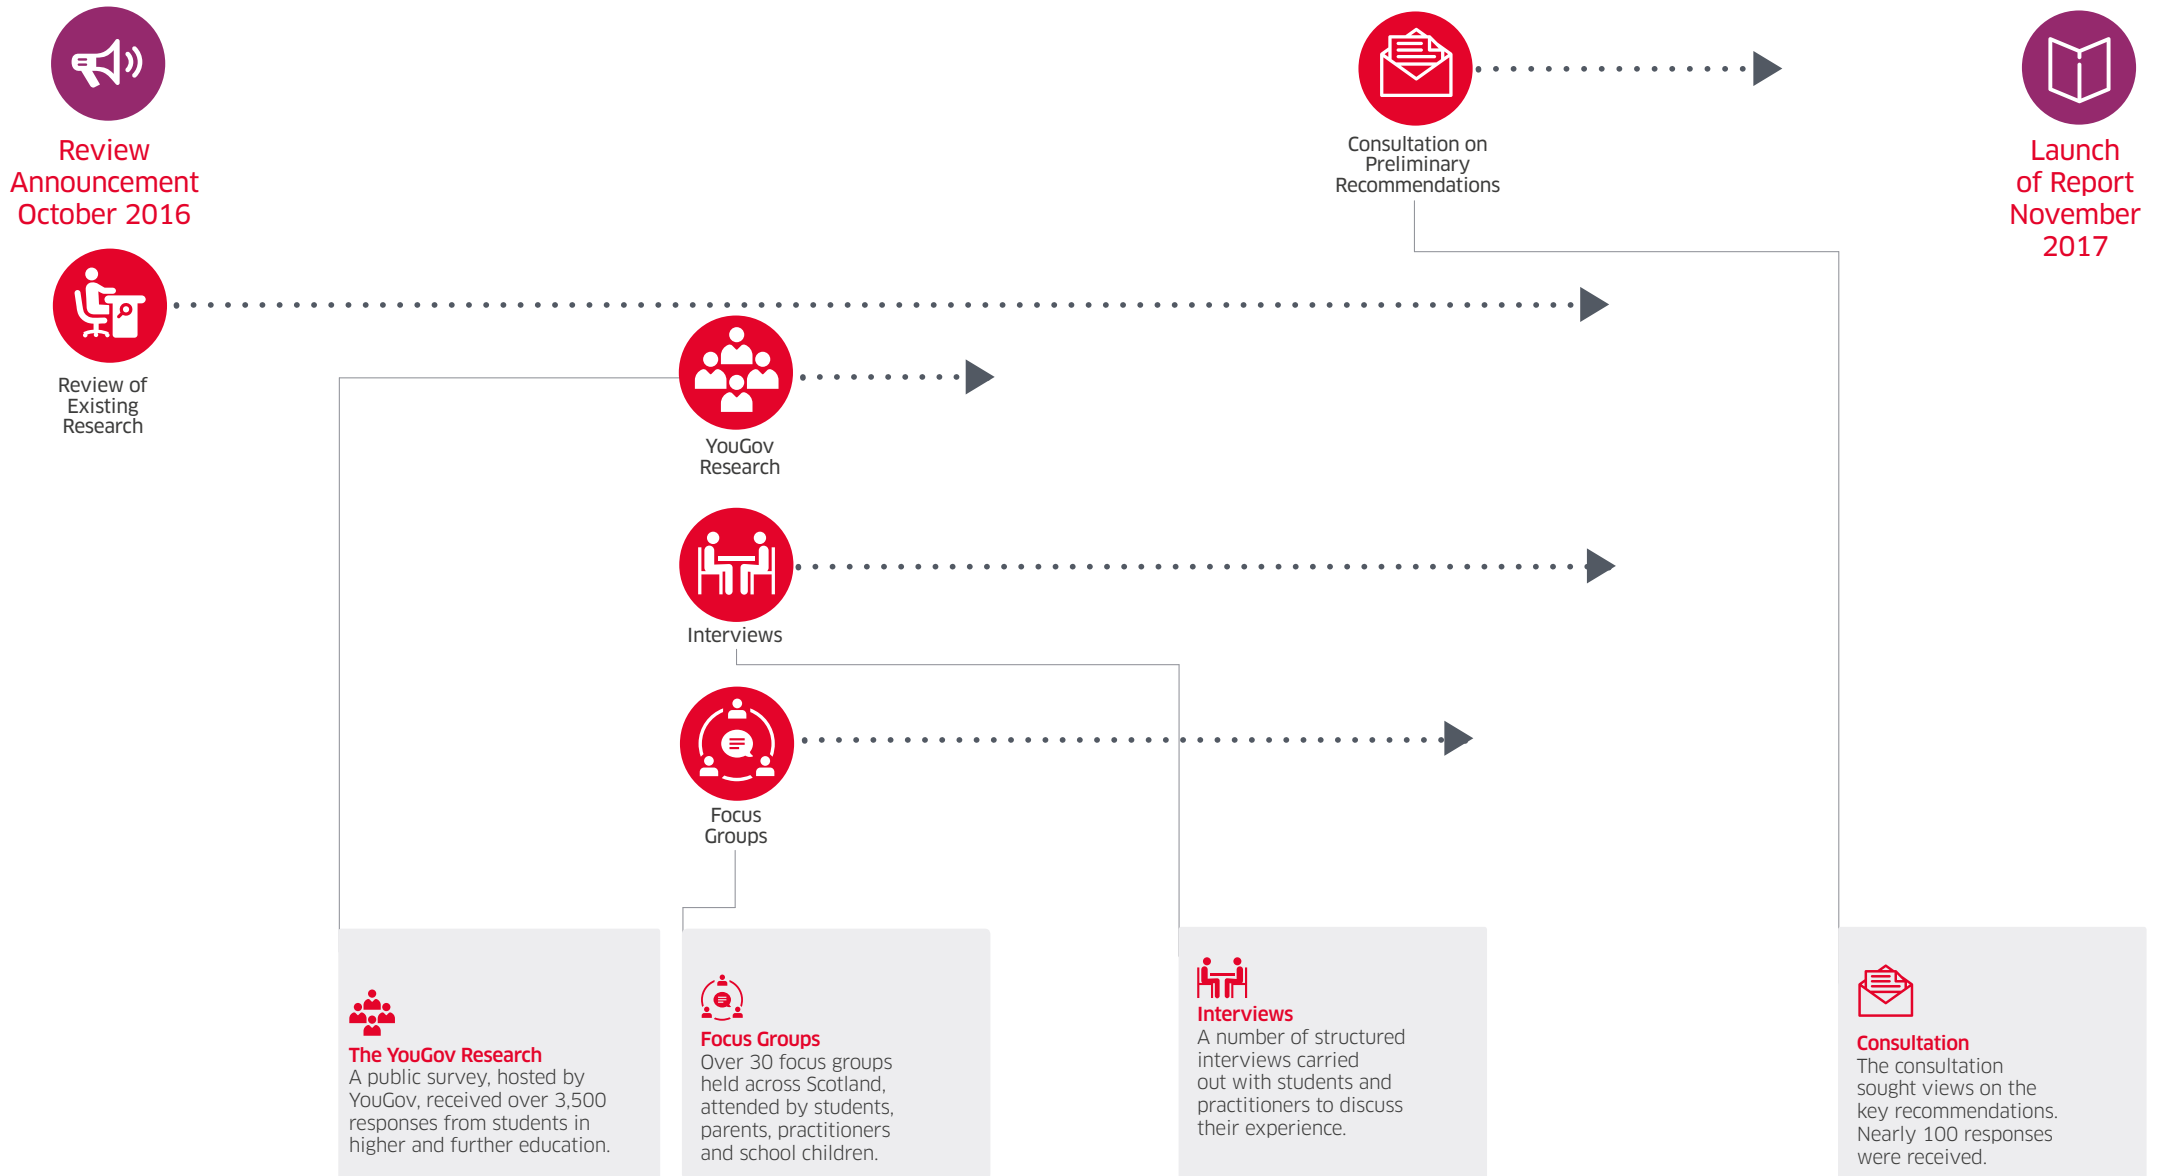 Review
Announcement
October 2016
Consultation on
Preliminary
Recommendations
Launch
of Report
November
2017
Review of
Existing
Research
YouGov
Research
Interviews
Focus
Groups
The YouGov Research
A public survey, hosted by
YouGov, received over 3,500
responses from students in
higher and further education.
Focus Groups
Over 30 focus groups
held across Scotland,
attended by students,
parents, practitioners
and school children.
Interviews
A number of structured
interviews carried
out with students and
practitioners to discuss
their experience.
Consultation
The consultation
sought views on the
key recommendations.
Nearly 100 responses
were received.